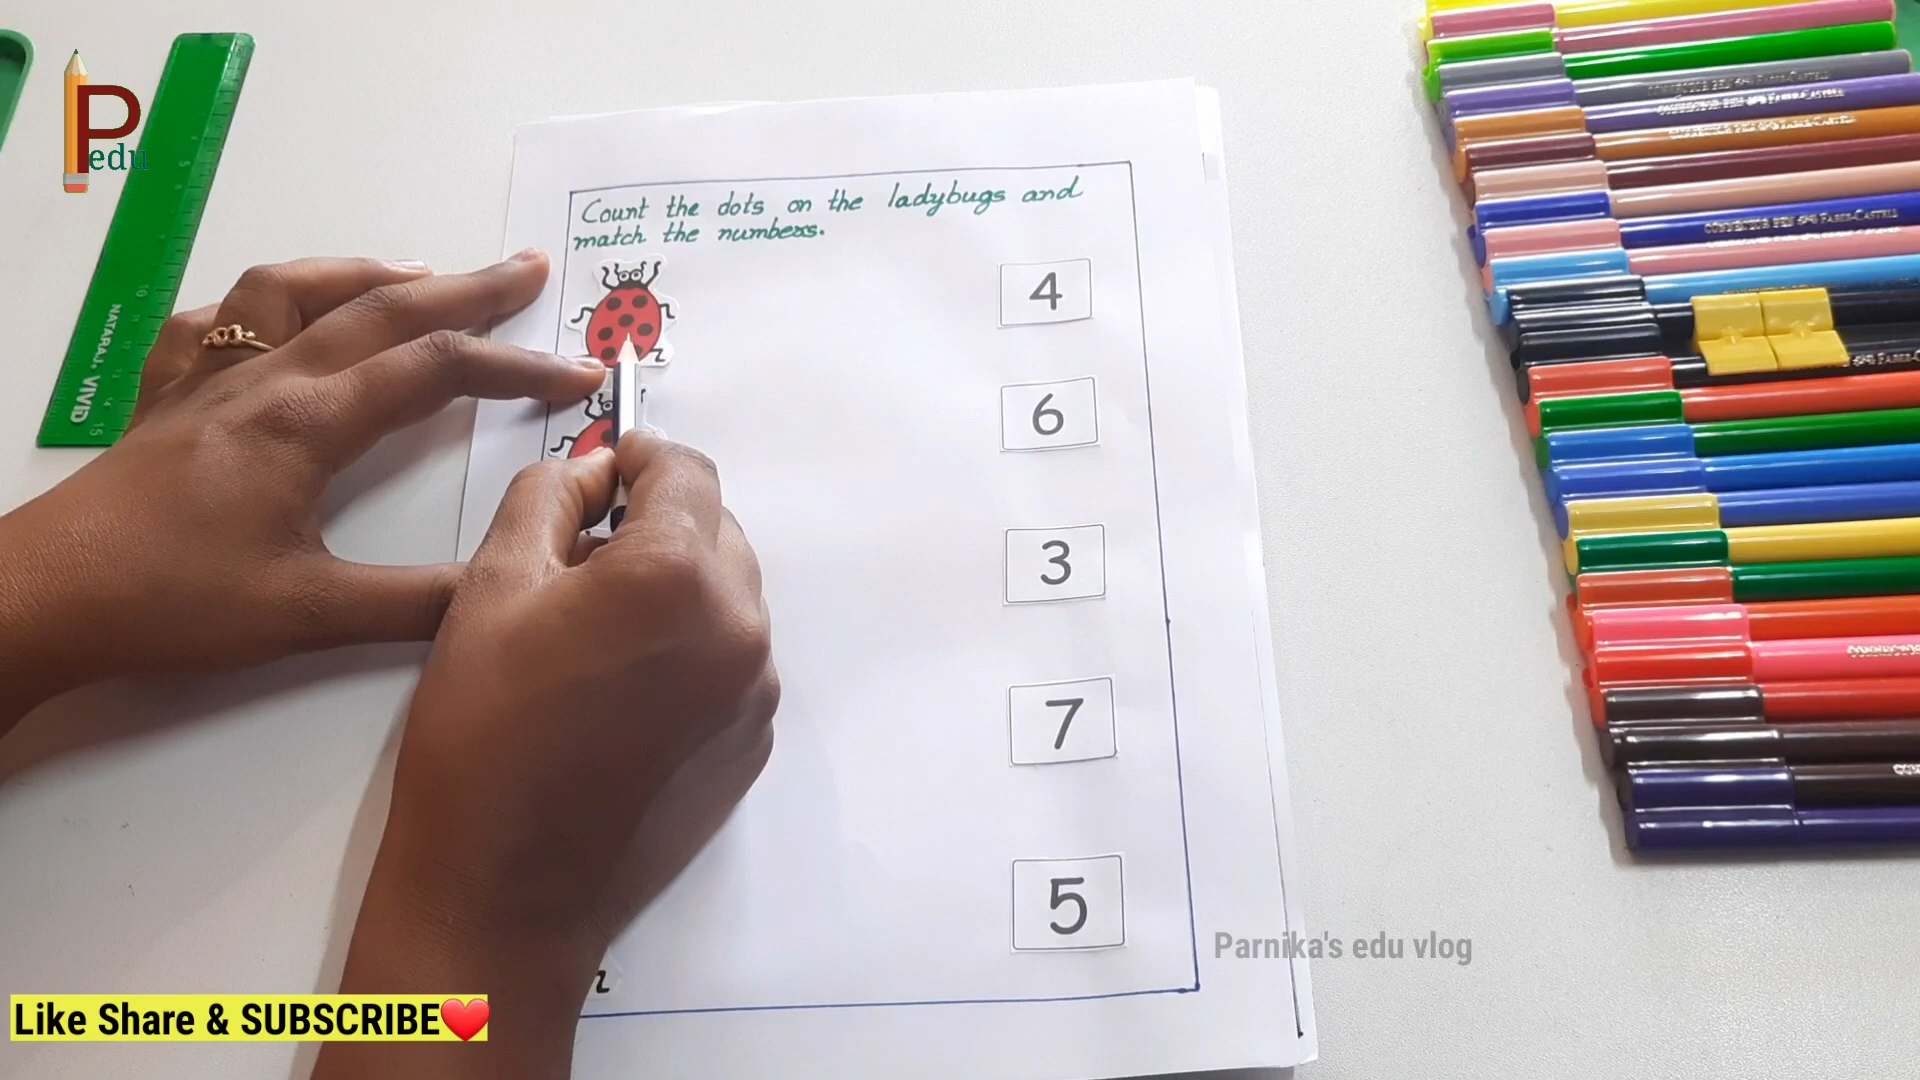 P
edu
NATARAJ VIVID
Count the dots on the ladybugs and
match the numbers.
4
6
3
7
5
Parnika's edu vlog
Like Share & SUBSCRIBE❤️